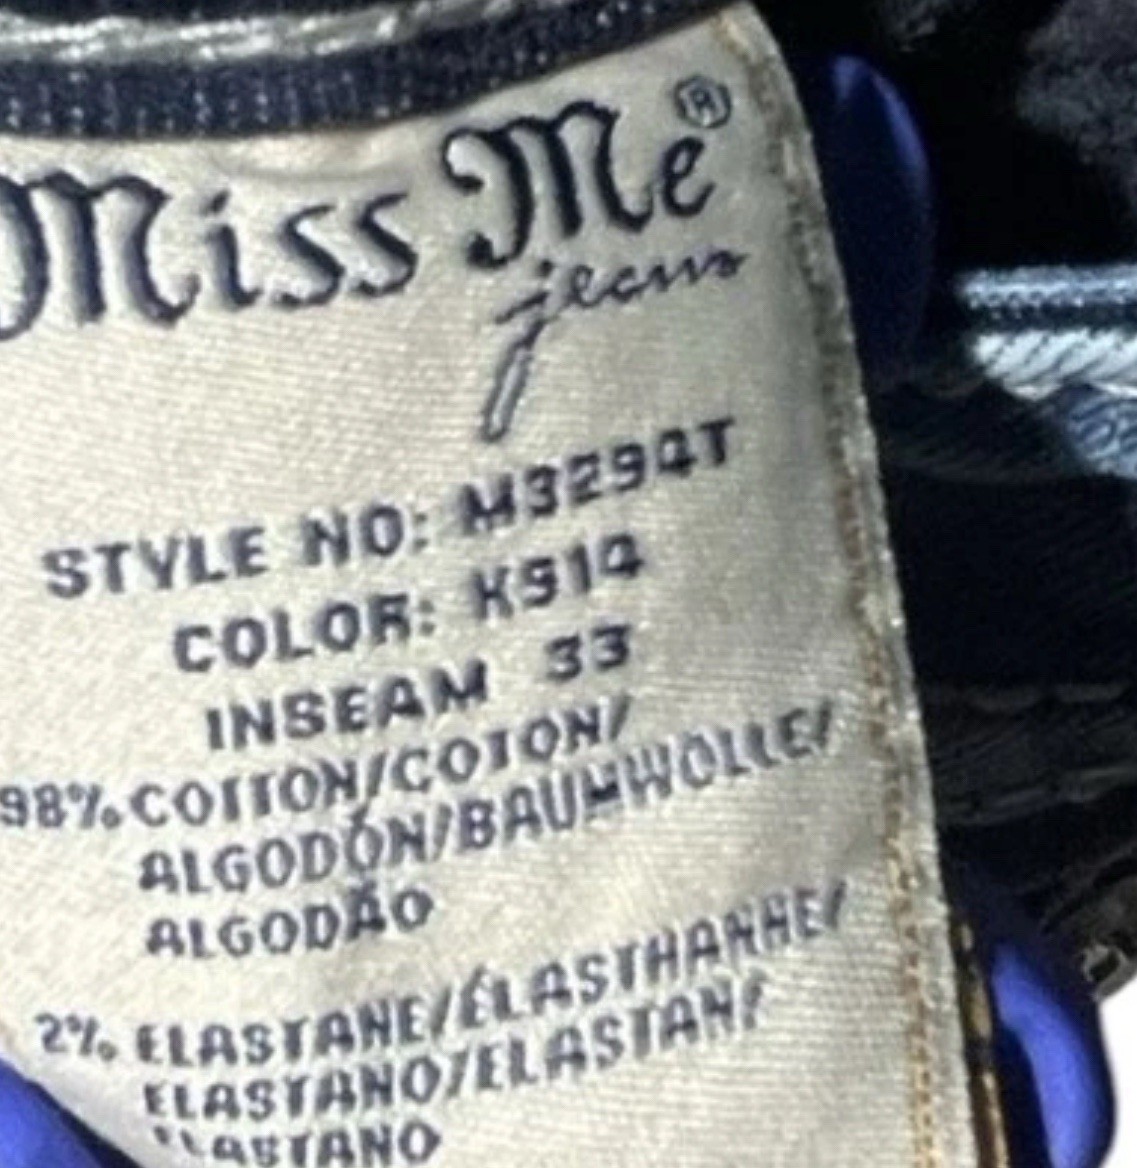 Miss Me®
jeans
STYLE NO: M3294T
COLOR: K914
INSEAM 33
98% COTTON/COTON/
ALGODÓN/BAUMWOLLE/
ALGODÃO
2% ELASTANE/ÉLASTHANNE/
ELASTANO/ELASTAN/
ELASTANO